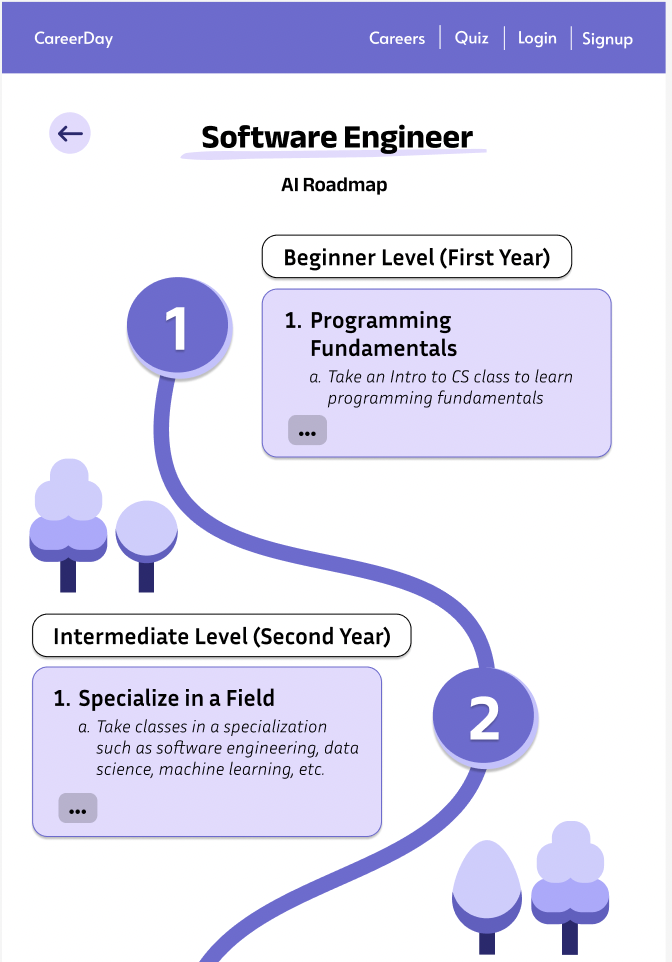 CareerDay
Careers | Quiz | Login | Signup
Software Engineer
AI Roadmap
Beginner Level (First Year)
1
1. Programming
Fundamentals
a. Take an Intro to CS class to learn
programming fundamentals
...
Intermediate Level (Second Year)
1. Specialize in a Field
a. Take classes in a specialization
such as software engineering, data
science, machine learning, etc.
...
2